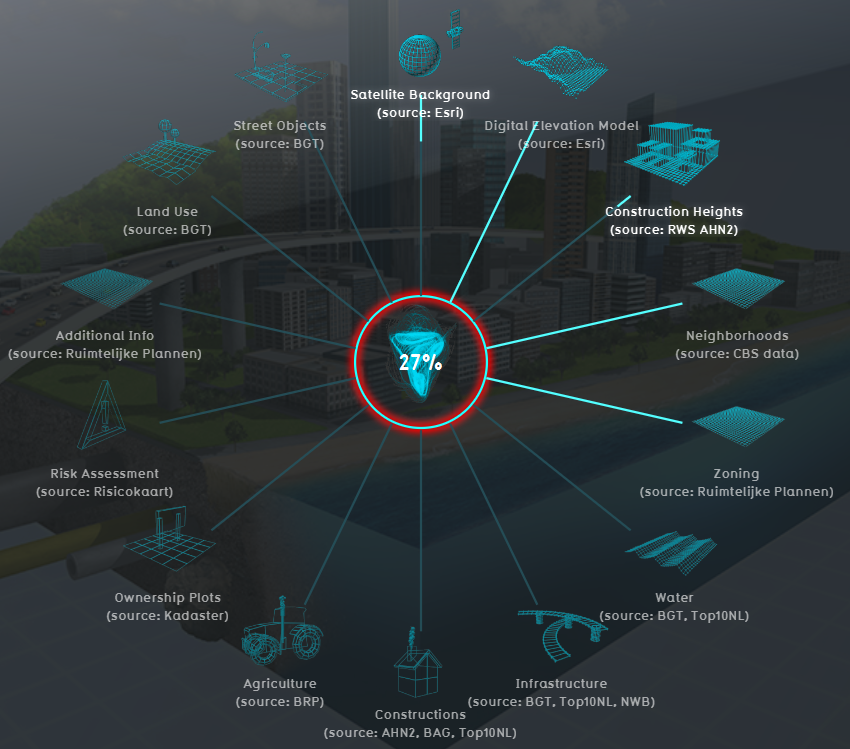 Satellite Background
(source: Esri)
Street Objects
(source: BGT)
Digital Elevation Model
(source: Esri)
Land Use
(source: BGT)
Construction Heights
(source: RWS AHN2)
Additional Info
(source: Ruimtelijke Plannen)
Neighborhoods
(source: CBS data)
27%
Risk Assessment
(source: Risicokaart)
Zoning
(source: Ruimtelijke Plannen)
Ownership Plots
(source: Kadaster)
Water
(source: BGT, Top10NL)
Agriculture
(source: BRP)
Infrastructure
(source: BGT, Top10NL, NWB)
Constructions
(source: AHN2, BAG, Top10NL)